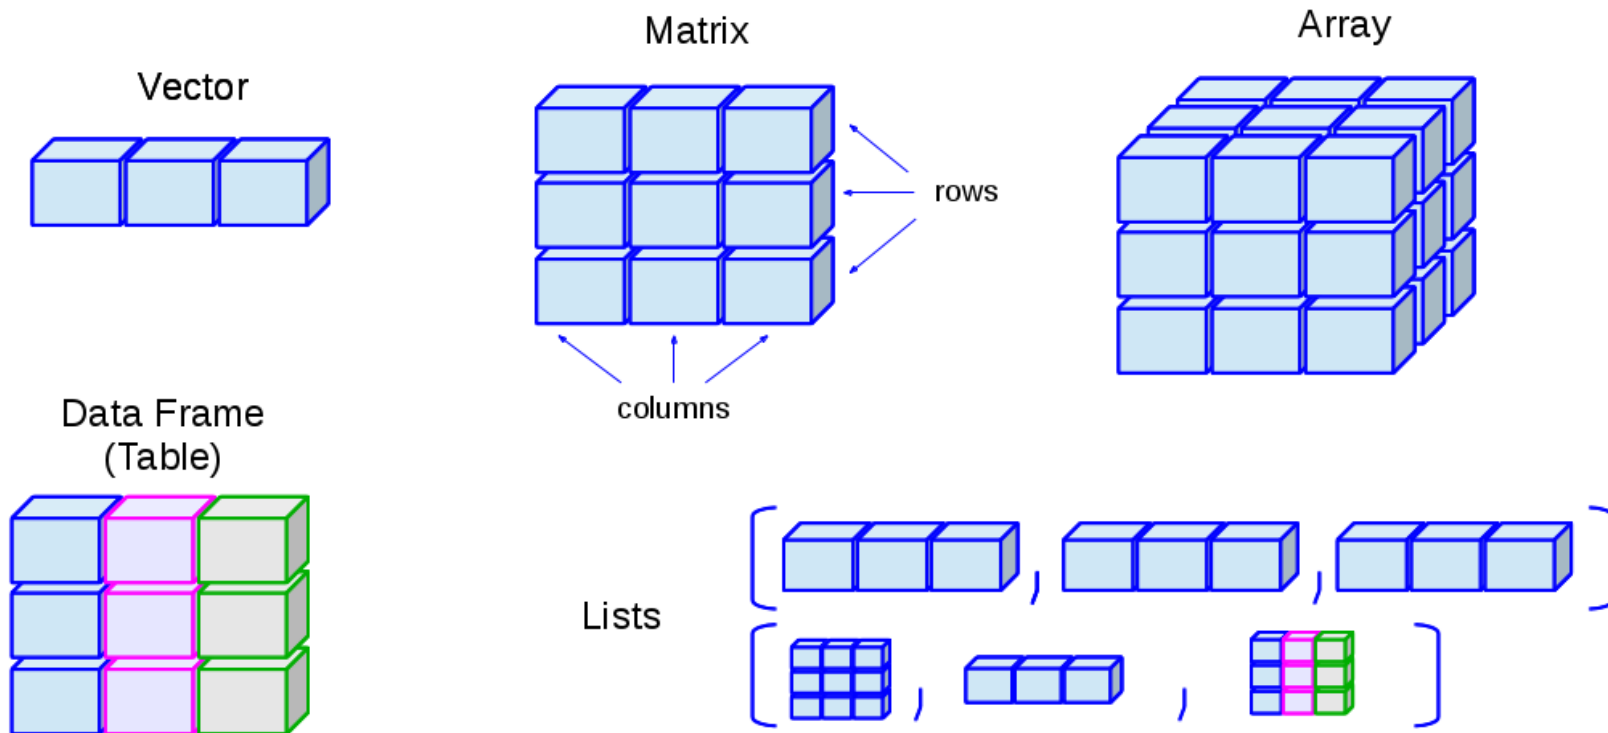 Vector
Matrix
Array
rows
columns
Data Frame
(Table)
Lists